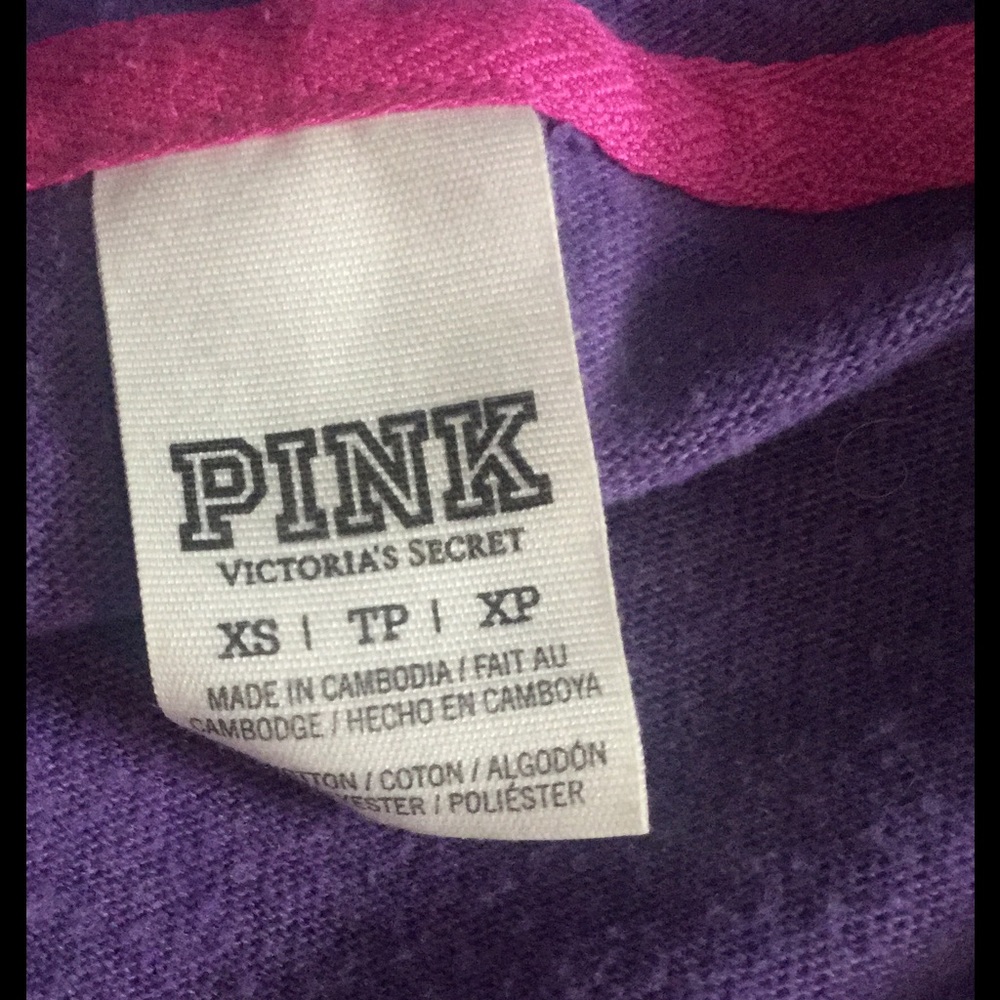 PINK
VICTORIA'S SECRET
XS | TP | XP
MADE IN CAMBODIA / FAIT AU
CAMBODGE / HECHO EN CAMBOYA
/ COTON / ALGODÓN
/ POLIÉSTER